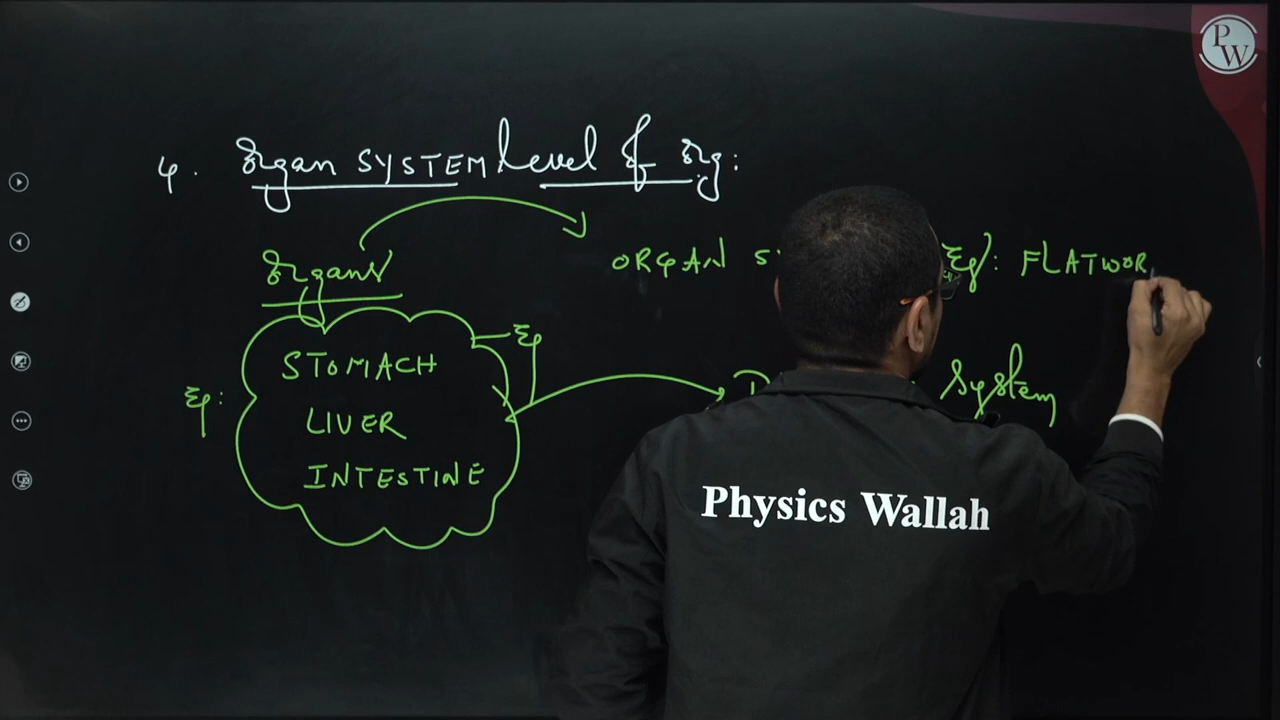 PW
4. Organ SYSTEM level of org:
Organs
ORGAN S
Eg: FLATWOR
Eg
Eg:
STOMACH
LIVER
INTESTINE
D
System
Physics Wallah